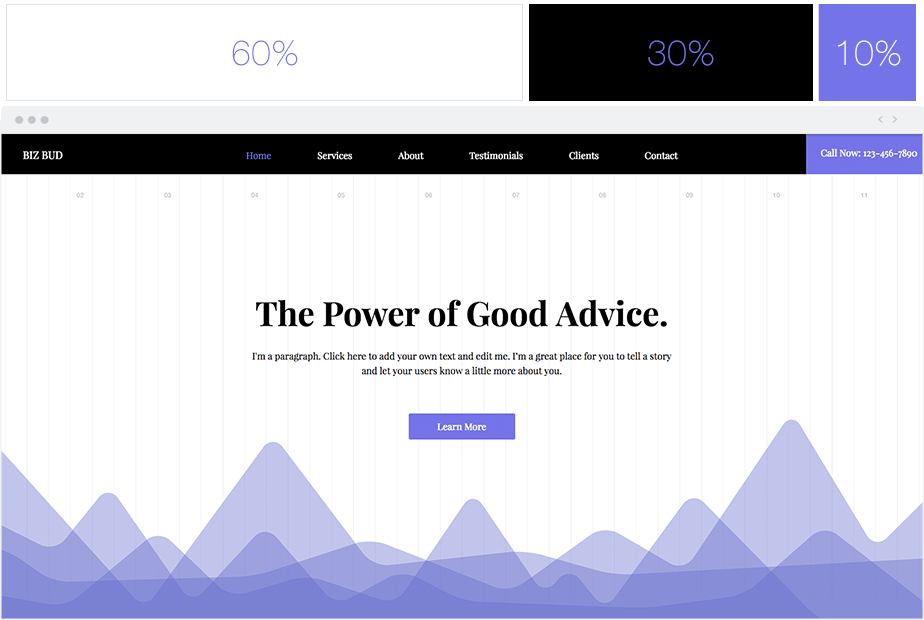 60% 30% 10%
BIZ BUD Home Services About Testimonials Clients Contact Call Now: 123-456-7890
02 03 04 05 06 07 08 09 10 11
The Power of Good Advice.
I'm a paragraph. Click here to add your own text and edit me. I'm a great place for you to tell a story
and let your users know a little more about you.
Learn More